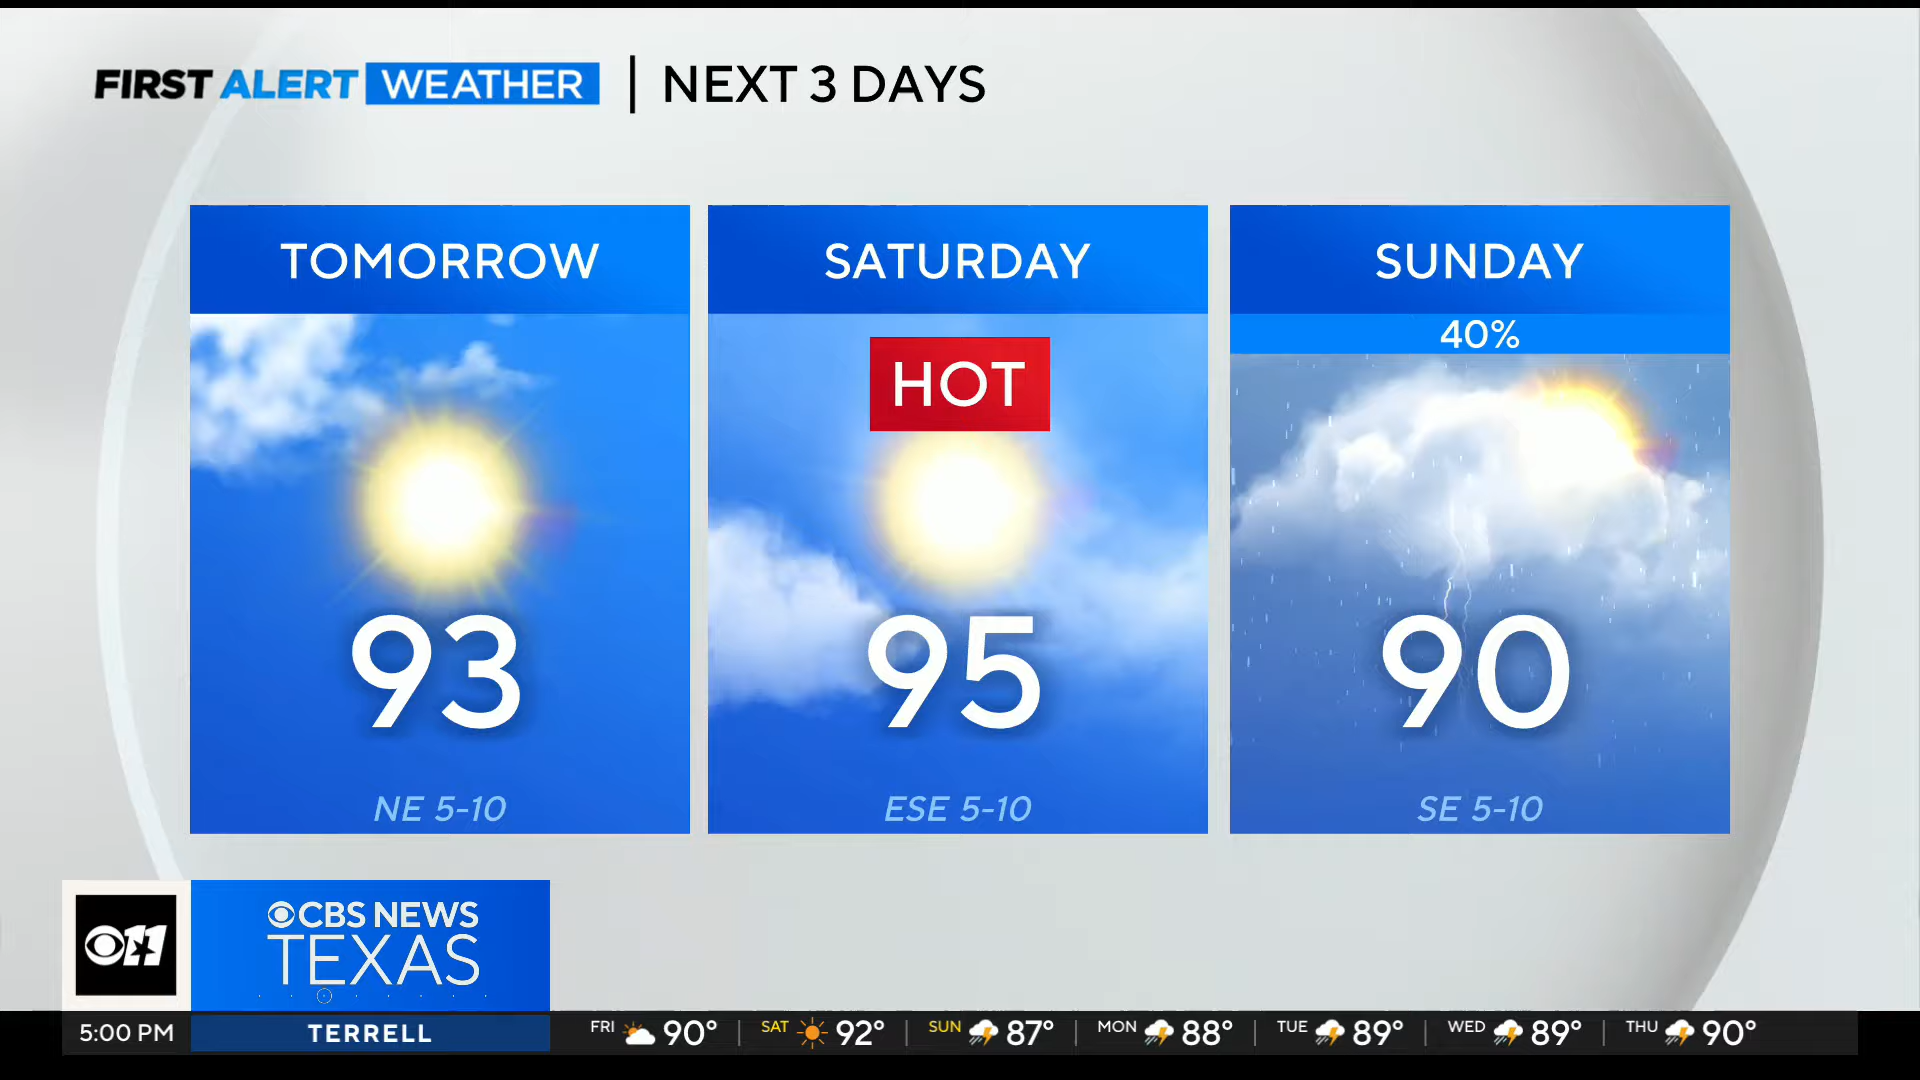 FIRST ALERT WEATHER | NEXT 3 DAYS
TOMORROW
93
NE 5-10
SATURDAY
HOT
95
ESE 5-10
SUNDAY
40%
90
SE 5-10
11
CBS NEWS
TEXAS
5:00 PM
TERRELL
FRI 90° | SAT 92° | SUN 87° | MON 88° | TUE 89° | WED 89° | THU 90°